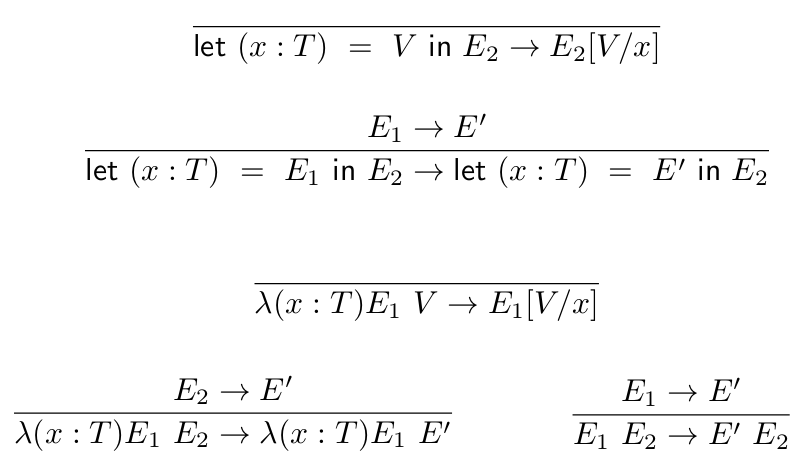 let (x : T) = V in E₂ → E₂[V/x]
E₁ → E′
let (x : T) = E₁ in E₂ → let (x : T) = E′ in E₂
λ(x : T)E₁ V → E₁[V/x]
E₂ → E′ E₁ → E′
λ(x : T)E₁ E₂ → λ(x : T)E₁ E′ E₁ E₂ → E′ E₂